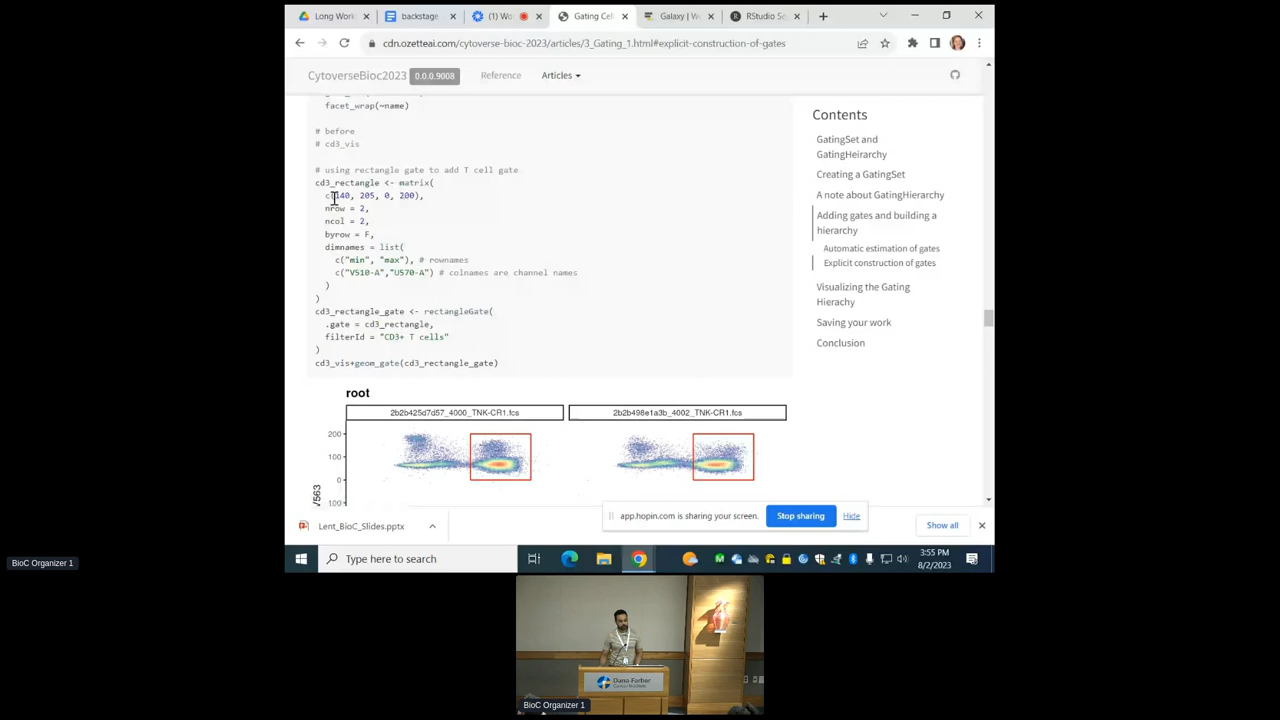 Long Work
backstage
(1) Wo
Gating Cel
Galaxy | W
RStudio Se
cdn.ozetteai.com/cytoverse-bioc-2023/articles/3_Gating_1.html#explicit-construction-of-gates
CytoverseBioc2023 0.0.0.9008 Reference Articles
facet_wrap(~name)
# before
# cd3_vis
# using rectangle gate to add T cell gate
cd3_rectangle <- matrix(
c(140, 205, 0, 200),
nrow = 2,
ncol = 2,
byrow = F,
dimnames = list(
c("min", "max"), # rownames
c("V510-A","U570-A") # colnames are channel names
)
)
cd3_rectangle_gate <- rectangleGate(
.gate = cd3_rectangle,
filterId = "CD3+ T cells"
)
cd3_vis+geom_gate(cd3_rectangle_gate)
root
2b2b425d7d57_4000_TNK-CR1.fcs
2b2b498e1a3b_4002_TNK-CR1.fcs
200
100
0
100
V563
Contents
GatingSet and
GatingHeirarchy
Creating a GatingSet
A note about GatingHierarchy
Adding gates and building a
hierarchy
Automatic estimation of gates
Explicit construction of gates
Visualizing the Gating
Hierachy
Saving your work
Conclusion
app.hopin.com is sharing your screen. Stop sharing Hide
Lent_BioC_Slides.pptx
Show all
Type here to search
3:55 PM
8/2/2023
BioC Organizer 1
Dana Farber
Cancer Institute
BioC Organizer 1